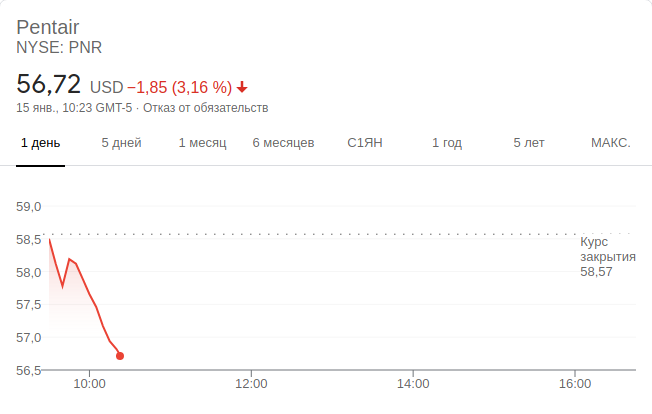 Pentair
NYSE: PNR
56,72 USD −1,85 (3,16 %)
15 янв., 10:23 GMT-5 · Отказ от обязательств
1 день 5 дней 1 месяц 6 месяцев С1ЯН 1 год 5 лет МАКС.
59,0
58,5
58,0
57,5
57,0
56,5
Курс
закрытия
58,57
10:00 12:00 14:00 16:00